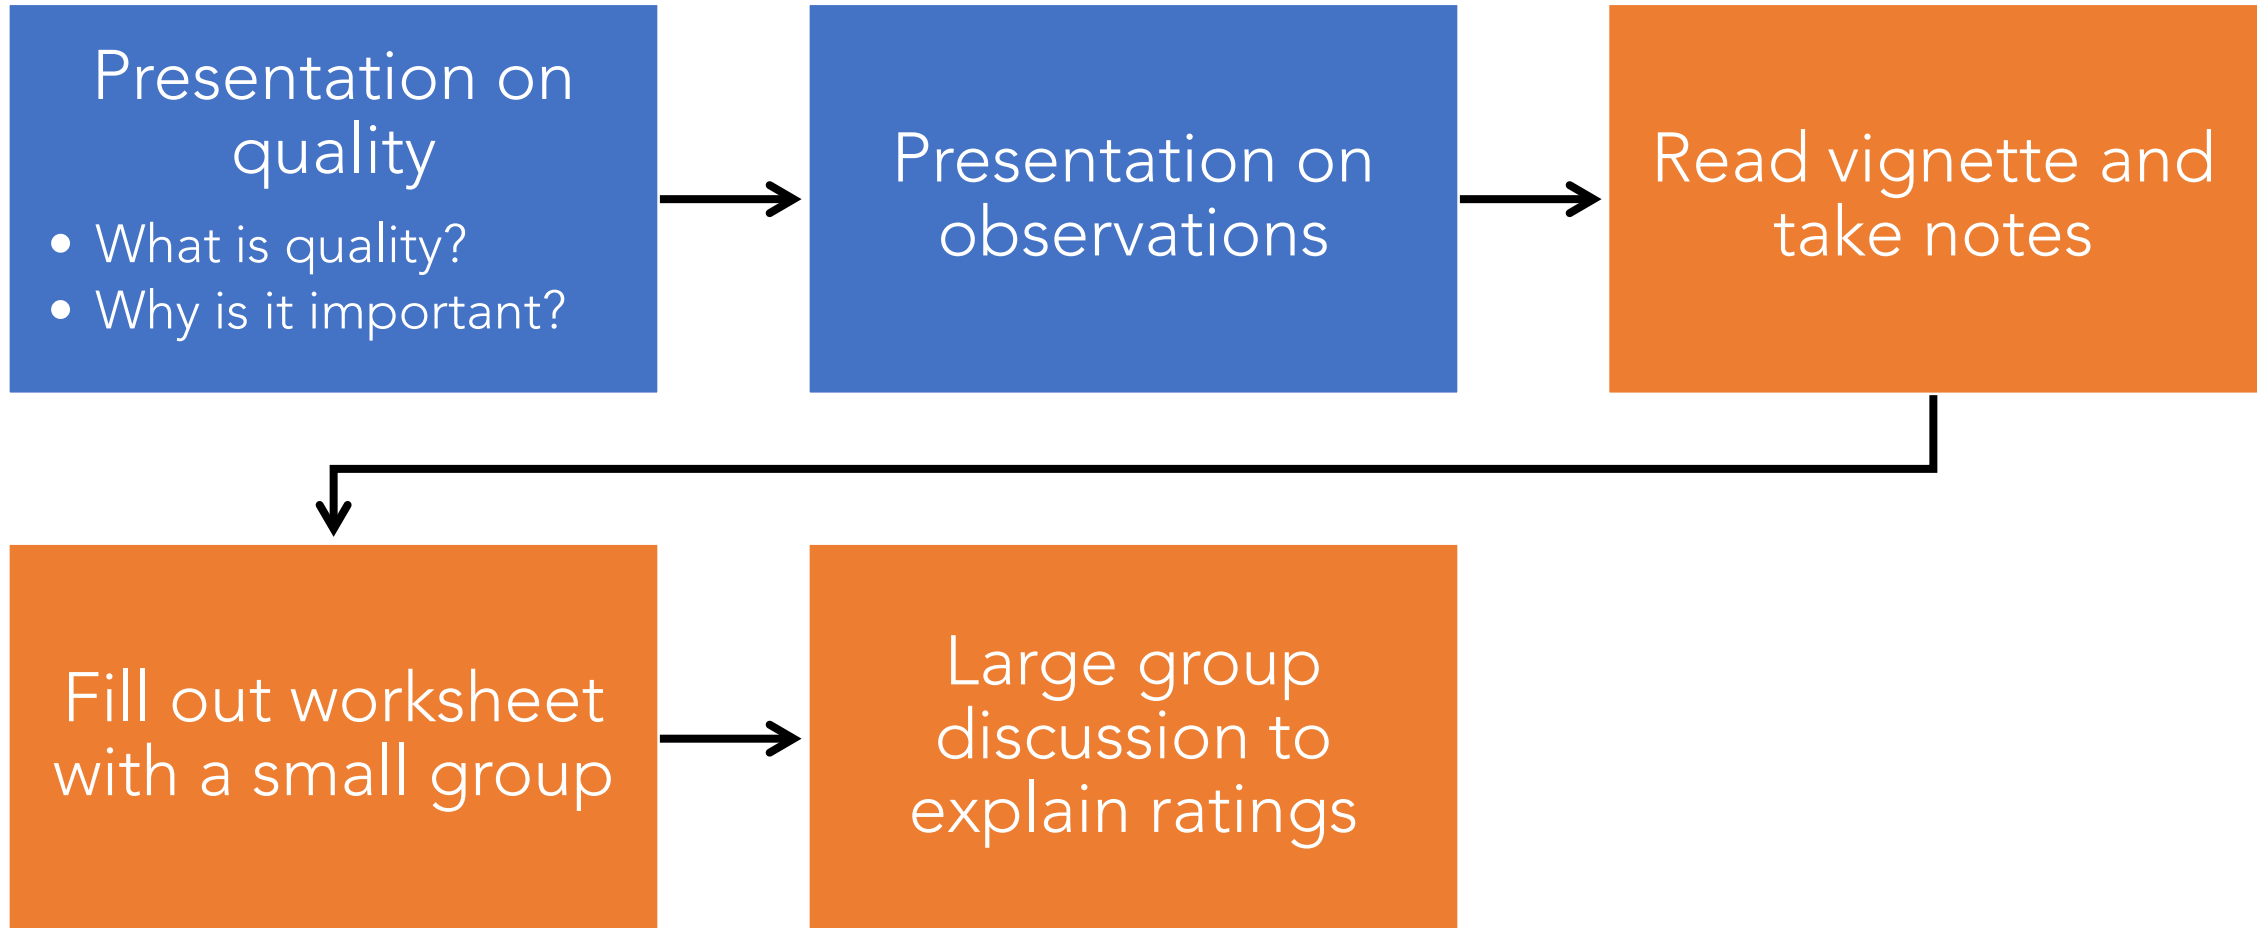 Presentation on
quality
• What is quality?
• Why is it important?
Presentation on
observations
Read vignette and
take notes
Fill out worksheet
with a small group
Large group
discussion to
explain ratings